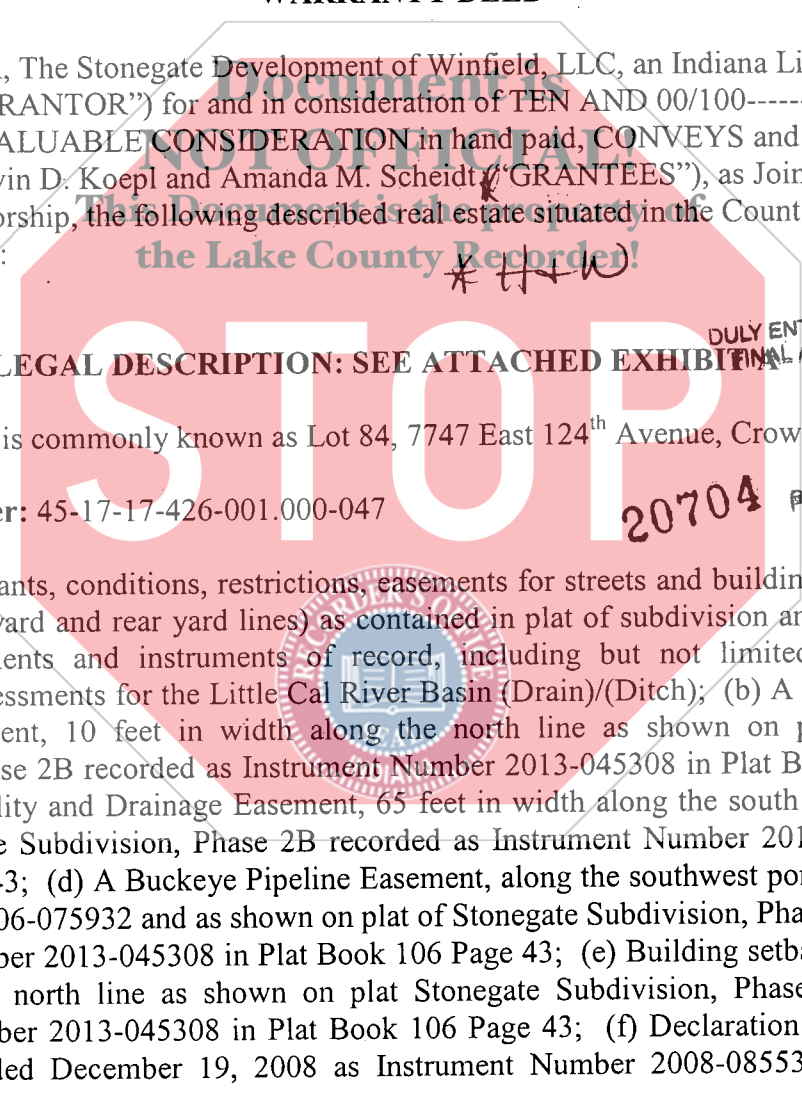 WARRANTY DEED
, The Stonegate Development of Winfield, LLC, an Indiana Li
RANTOR") for and in consideration of TEN AND 00/100------
ALUABLE CONSIDERATION in hand paid, CONVEYS and
vin D. Koepl and Amanda M. Scheidt ("GRANTEES"), as Join
orship, the following described real estate situated in the Count
:
Document is
NOT OFFICIAL!
This Document is the property of
the Lake County Recorder!
* H+W
DULY ENT
FINAL A
LEGAL DESCRIPTION: SEE ATTACHED EXHIBIT "A"
STOP
is commonly known as Lot 84, 7747 East 124th Avenue, Crow
er: 45-17-17-426-001.000-047
20704
ants, conditions, restrictions, easements for streets and buildin
yard and rear yard lines) as contained in plat of subdivision an
ents and instruments of record, including but not limited
essments for the Little Cal River Basin (Drain)/(Ditch); (b) A
ent, 10 feet in width along the north line as shown on p
se 2B recorded as Instrument Number 2013-045308 in Plat B
lity and Drainage Easement, 65 feet in width along the south
e Subdivision, Phase 2B recorded as Instrument Number 201
-3; (d) A Buckeye Pipeline Easement, along the southwest por
06-075932 and as shown on plat of Stonegate Subdivision, Pha
ber 2013-045308 in Plat Book 106 Page 43; (e) Building setba
north line as shown on plat Stonegate Subdivision, Phase
ber 2013-045308 in Plat Book 106 Page 43; (f) Declaration
led December 19, 2008 as Instrument Number 2008-08553
RECORDER'S OFFICE
SEAL
INDIANA